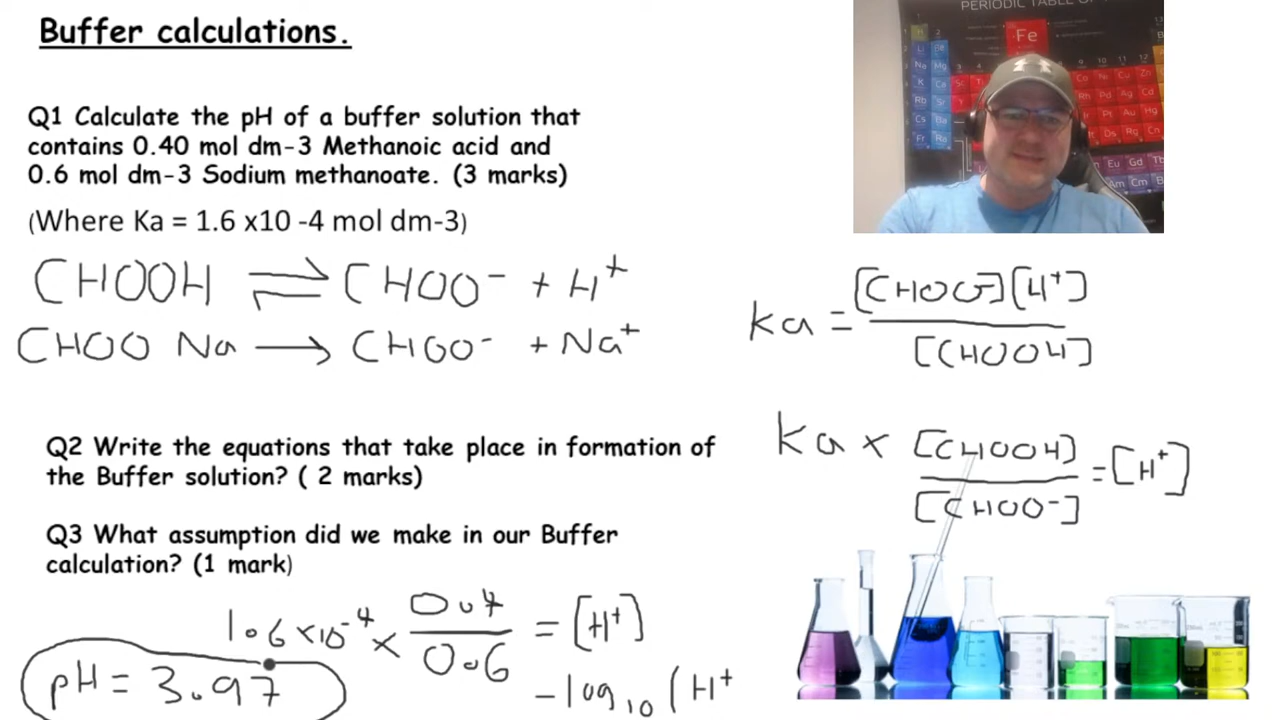 Buffer calculations.
Q1 Calculate the pH of a buffer solution that
contains 0.40 mol dm-3 Methanoic acid and
0.6 mol dm-3 Sodium methanoate. (3 marks)
(Where Ka = 1.6 x10 -4 mol dm-3)
CHOOH ⇌ CHOO⁻ + H⁺
CHOO Na → CHOO⁻ + Na⁺
Ka = [CHOO⁻][H⁺]
[CHOOH]
Ka × [CHOOH] = [H⁺]
[CHOO⁻]
Q2 Write the equations that take place in formation of
the Buffer solution? ( 2 marks)
Q3 What assumption did we make in our Buffer
calculation? (1 mark)
1.6 × 10⁻⁴ × 0.4 = [H⁺]
0.6
-log₁₀ (H⁺
pH = 3.97
PERIODIC TABLE OF
Fe